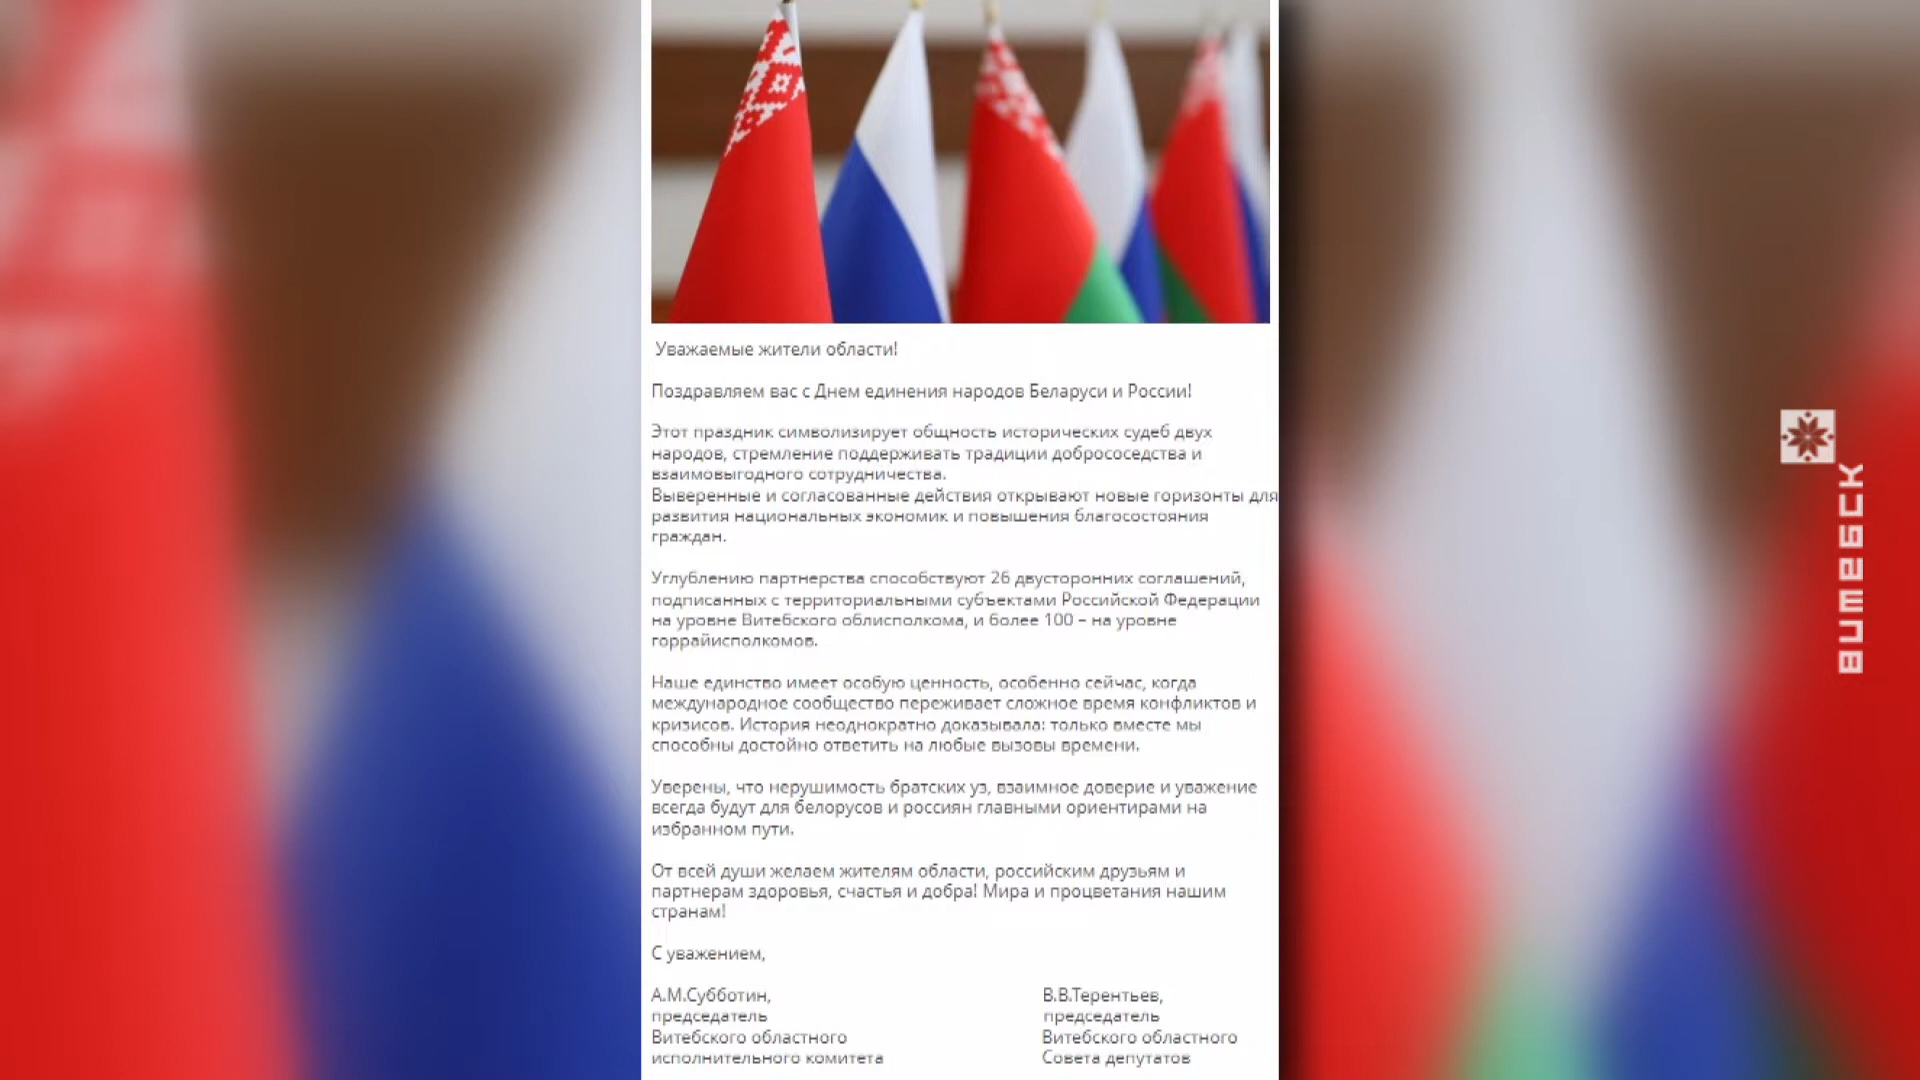 Уважаемые жители области!
Поздравляем вас с Днем единения народов Беларуси и России!
Этот праздник символизирует общность исторических судеб двух
народов, стремление поддерживать традиции добрососедства и
взаимовыгодного сотрудничества.
Выверенные и согласованные действия открывают новые горизонты для
развития национальных экономик и повышения благосостояния
граждан.
Углублению партнерства способствуют 26 двусторонних соглашений,
подписанных с территориальными субъектами Российской Федерации
на уровне Витебского облисполкома, и более 100 – на уровне
горрайисполкомов.
Наше единство имеет особую ценность, особенно сейчас, когда
международное сообщество переживает сложное время конфликтов и
кризисов. История неоднократно доказывала: только вместе мы
способны достойно ответить на любые вызовы времени.
Уверены, что нерушимость братских уз, взаимное доверие и уважение
всегда будут для белорусов и россиян главными ориентирами на
избранном пути.
От всей души желаем жителям области, российским друзьям и
партнерам здоровья, счастья и добра! Мира и процветания нашим
странам!
С уважением,
А.М.Субботин,
председатель
Витебского областного
исполнительного комитета
В.В.Терентьев,
председатель
Витебского областного
Совета депутатов
витебск